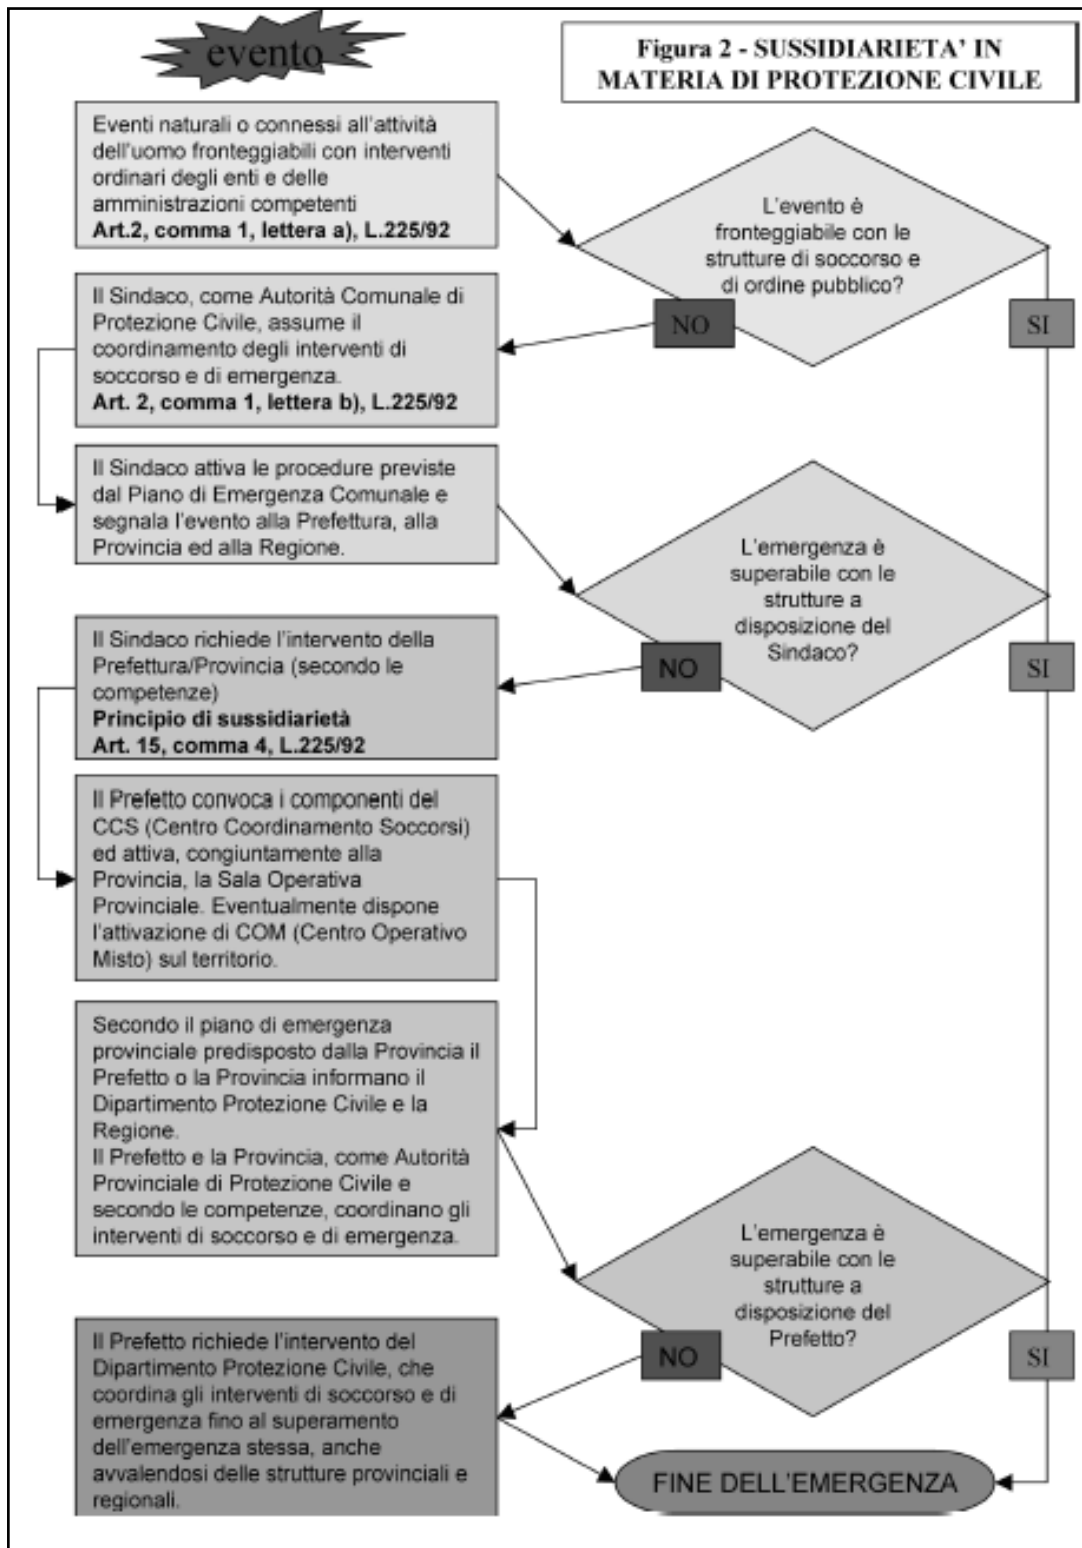 evento
Figura 2 - SUSSIDIARIETA' IN
MATERIA DI PROTEZIONE CIVILE
Eventi naturali o connessi all'attività
dell'uomo fronteggiabili con interventi
ordinari degli enti e delle
amministrazioni competenti
Art.2, comma 1, lettera a), L.225/92
L'evento è
fronteggiabile con le
strutture di soccorso e
di ordine pubblico?
NO
SI
Il Sindaco, come Autorità Comunale di
Protezione Civile, assume il
coordinamento degli interventi di
soccorso e di emergenza.
Art. 2, comma 1, lettera b), L.225/92
Il Sindaco attiva le procedure previste
dal Piano di Emergenza Comunale e
segnala l'evento alla Prefettura, alla
Provincia ed alla Regione.
L'emergenza è
superabile con le
strutture a
disposizione del
Sindaco?
NO
SI
Il Sindaco richiede l'intervento della
Prefettura/Provincia (secondo le
competenze)
Principio di sussidiarietà
Art. 15, comma 4, L.225/92
Il Prefetto convoca i componenti del
CCS (Centro Coordinamento Soccorsi)
ed attiva, congiuntamente alla
Provincia, la Sala Operativa
Provinciale. Eventualmente dispone
l'attivazione di COM (Centro Operativo
Misto) sul territorio.
Secondo il piano di emergenza
provinciale predisposto dalla Provincia il
Prefetto o la Provincia informano il
Dipartimento Protezione Civile e la
Regione.
Il Prefetto e la Provincia, come Autorità
Provinciale di Protezione Civile e
secondo le competenze, coordinano gli
interventi di soccorso e di emergenza.
L'emergenza è
superabile con le
strutture a
disposizione del
Prefetto?
NO
SI
Il Prefetto richiede l'intervento del
Dipartimento Protezione Civile, che
coordina gli interventi di soccorso e di
emergenza fino al superamento
dell'emergenza stessa, anche
avvalendosi delle strutture provinciali e
regionali.
FINE DELL'EMERGENZA